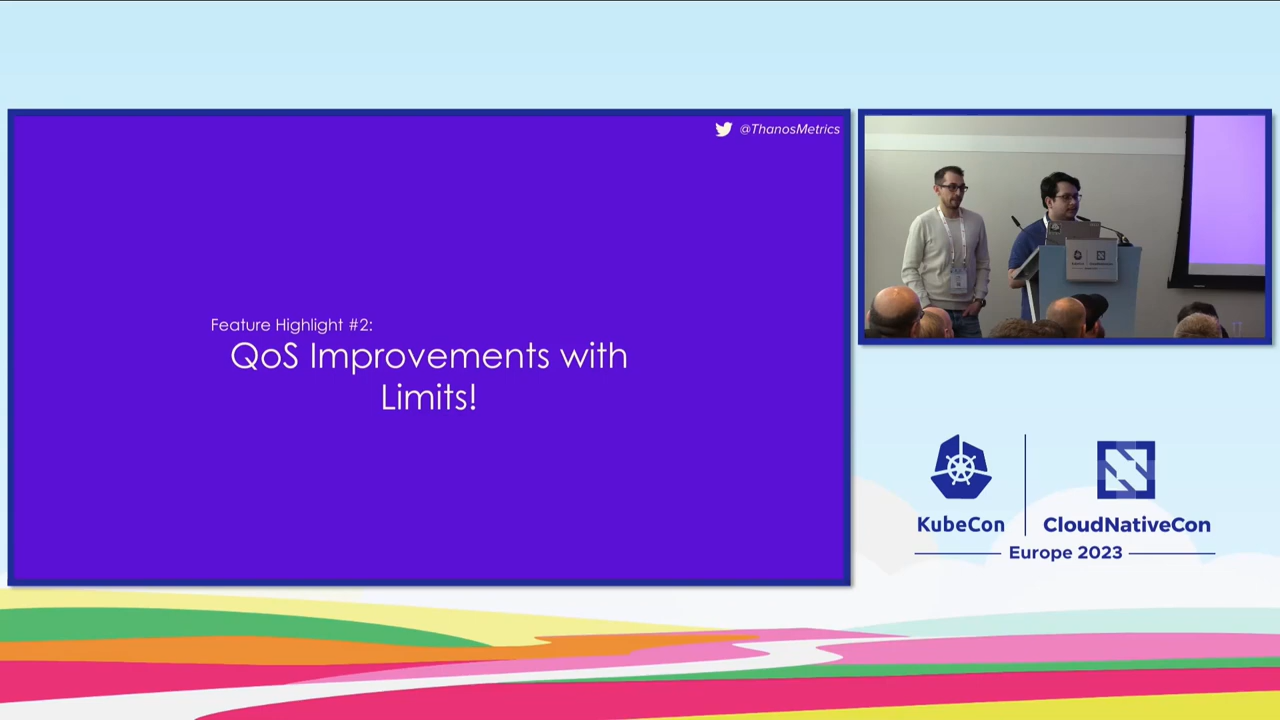 @ThanosMetrics
Feature Highlight #2:
QoS Improvements with
Limits!
KubeCon
CloudNativeCon
Europe 2023